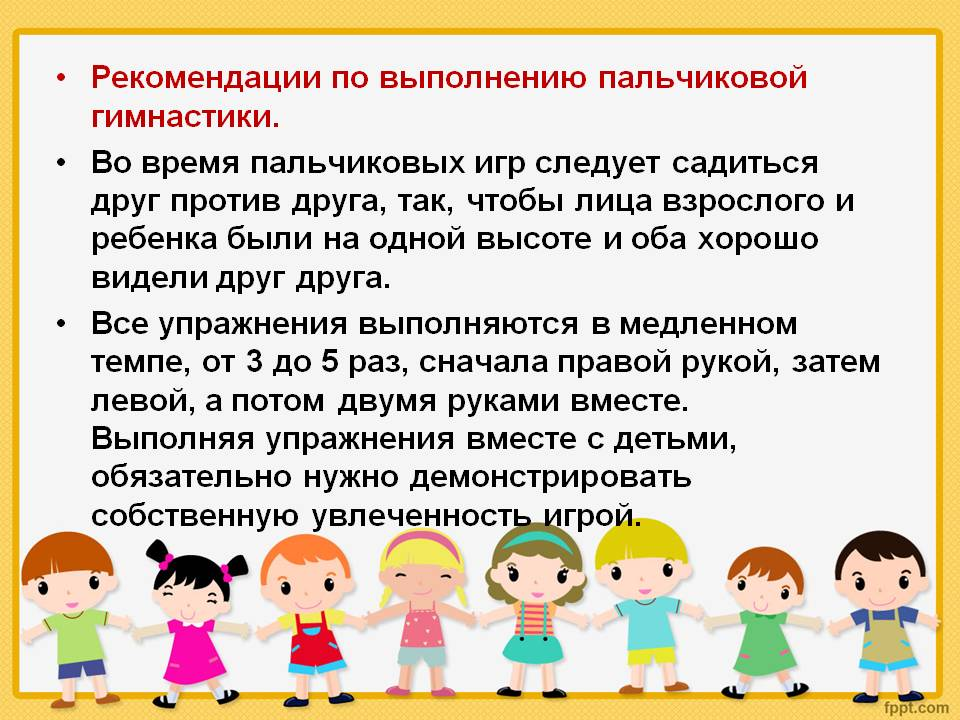 • Рекомендации по выполнению пальчиковой
гимнастики.
• Во время пальчиковых игр следует садиться
друг против друга, так, чтобы лица взрослого и
ребенка были на одной высоте и оба хорошо
видели друг друга.
• Все упражнения выполняются в медленном
темпе, от 3 до 5 раз, сначала правой рукой, затем
левой, а потом двумя руками вместе.
Выполняя упражнения вместе с детьми,
обязательно нужно демонстрировать
собственную увлеченность игрой.
fppt.com